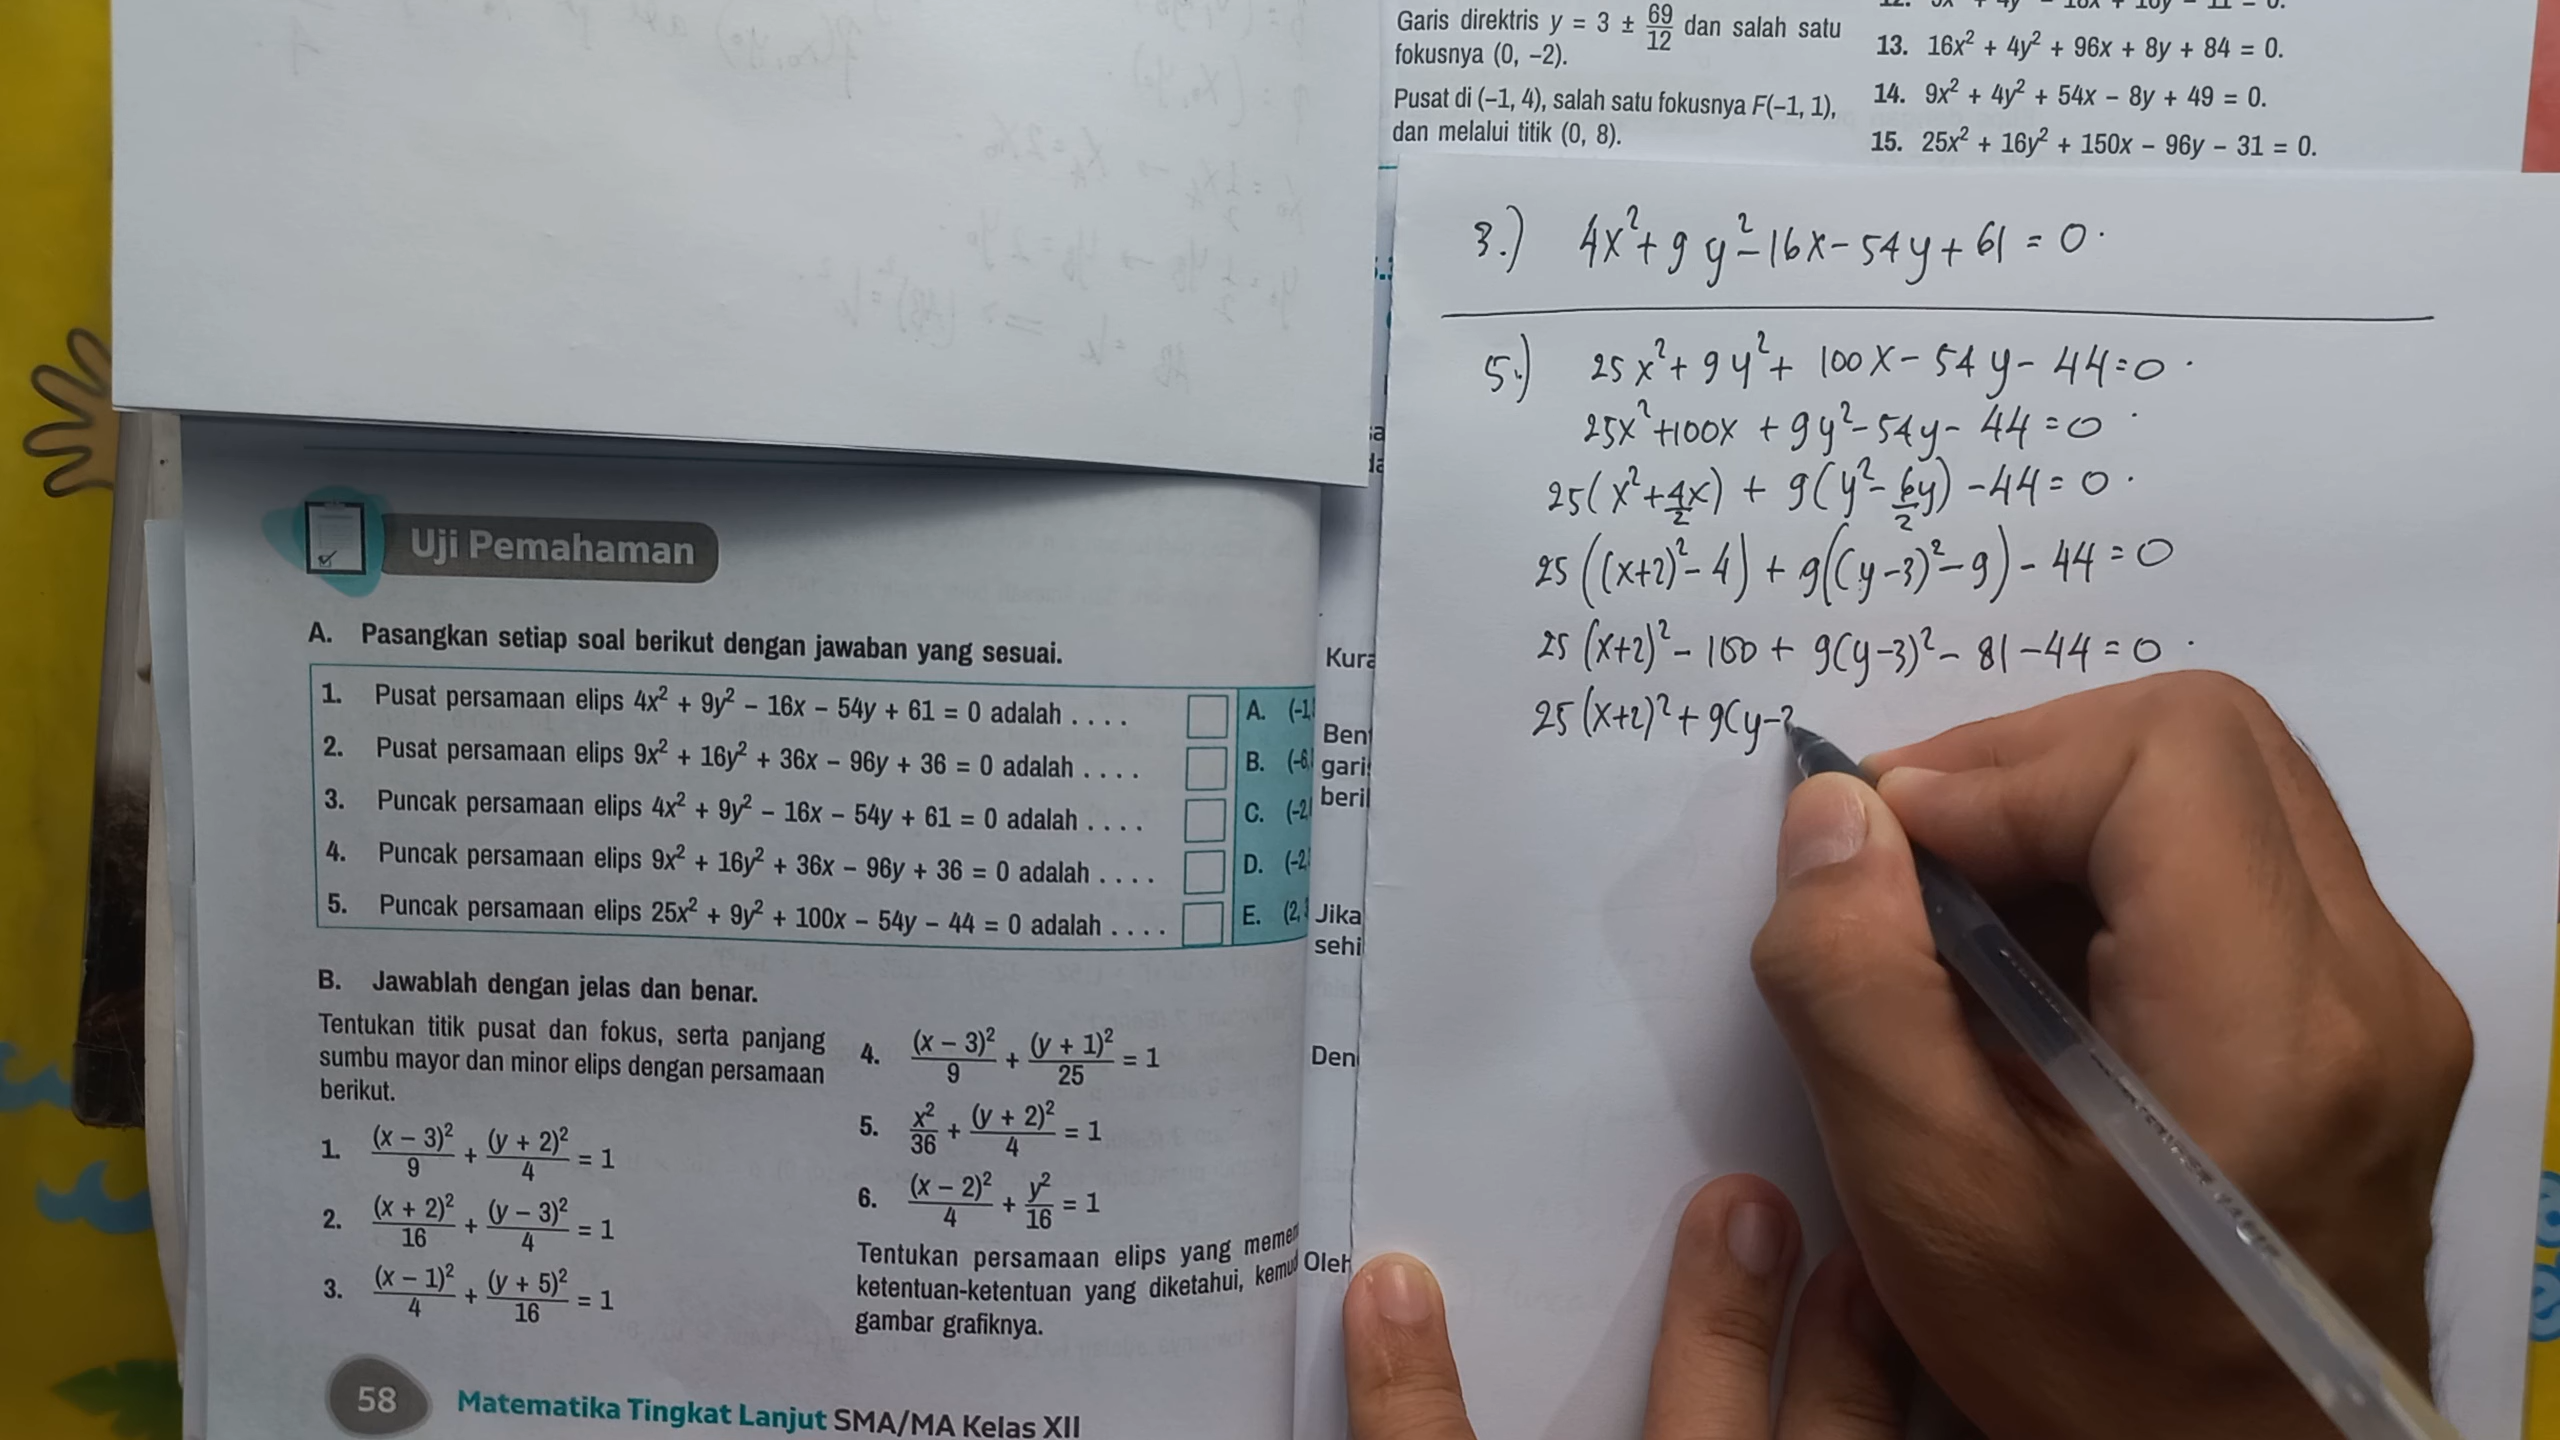 Garis direktris y = 3 ± 69/12 dan salah satu
fokusnya (0, –2).
Pusat di (–1, 4), salah satu fokusnya F(–1, 1),
dan melalui titik (0, 8).
13. 16x² + 4y² + 96x + 8y + 84 = 0.
14. 9x² + 4y² + 54x – 8y + 49 = 0.
15. 25x² + 16y² + 150x – 96y – 31 = 0.
3.) 4x² + 9y² – 16x – 54y + 61 = 0.
5.) 25x² + 9y² + 100x – 54y – 44 = 0.
25x² + 100x + 9y² – 54y – 44 = 0.
25(x² + 4x/2) + 9(y² – 6y/2) – 44 = 0.
25((x+2)² – 4) + 9((y–3)² – 9) – 44 = 0
25(x+2)² – 100 + 9(y–3)² – 81 – 44 = 0.
25(x+2)² + 9(y–3
Uji Pemahaman
A. Pasangkan setiap soal berikut dengan jawaban yang sesuai.
1. Pusat persamaan elips 4x² + 9y² – 16x – 54y + 61 = 0 adalah . . . .
A. (–1,
2. Pusat persamaan elips 9x² + 16y² + 36x – 96y + 36 = 0 adalah . . . .
B. (–6,
3. Puncak persamaan elips 4x² + 9y² – 16x – 54y + 61 = 0 adalah . . . .
C. (–2,
4. Puncak persamaan elips 9x² + 16y² + 36x – 96y + 36 = 0 adalah . . . .
D. (–2,
5. Puncak persamaan elips 25x² + 9y² + 100x – 54y – 44 = 0 adalah . . . .
E. (2,
B. Jawablah dengan jelas dan benar.
Tentukan titik pusat dan fokus, serta panjang
sumbu mayor dan minor elips dengan persamaan
berikut.
1. (x – 3)²/9 + (y + 2)²/4 = 1
2. (x + 2)²/16 + (y – 3)²/4 = 1
3. (x – 1)²/4 + (y + 5)²/16 = 1
4. (x – 3)²/9 + (y + 1)²/25 = 1
5. x²/36 + (y + 2)²/4 = 1
6. (x – 2)²/4 + y²/16 = 1
Tentukan persamaan elips yang memen
ketentuan-ketentuan yang diketahui, kemud
gambar grafiknya.
Kura
Ben
gari
beri
Jika
sehi
Den
Oleh
58 Matematika Tingkat Lanjut SMA/MA Kelas XII